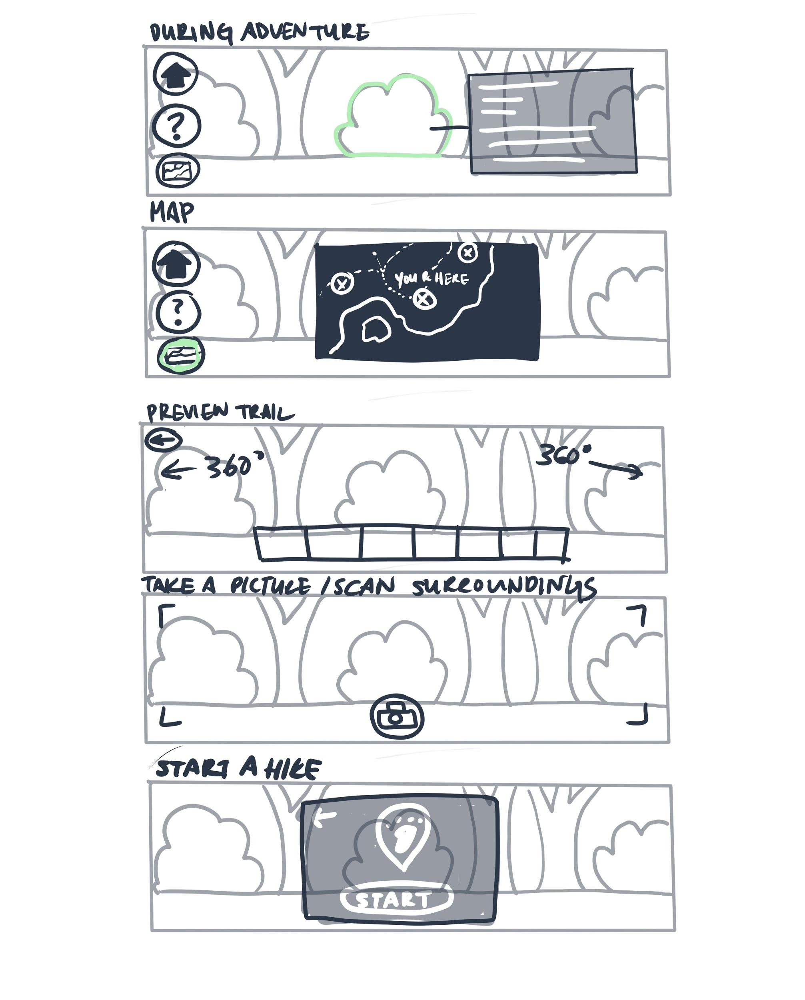 DURING ADVENTURE
?
MAP
YOU R HERE
?
PREVIEW TRAIL
360°
360°
TAKE A PICTURE / SCAN SURROUNDINGS
START A HIKE
START